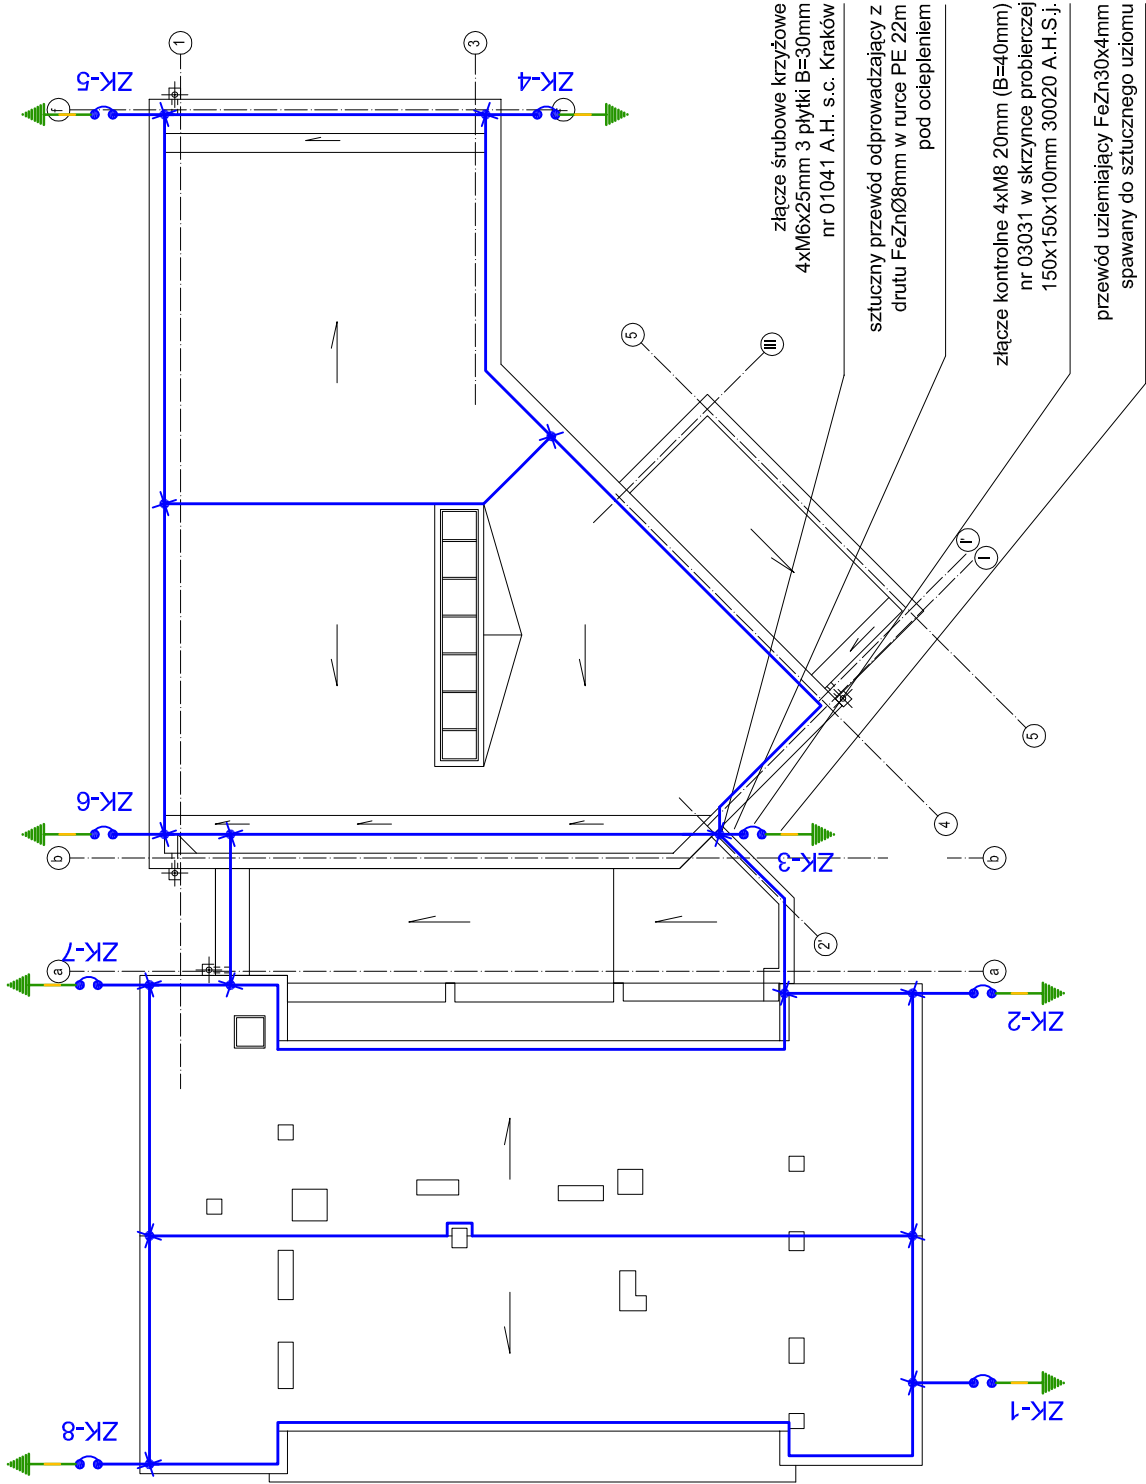 złącze śrubowe krzyżowe
4xM6x25mm 3 płytki B=30mm
nr 01041 A.H. s.c. Kraków
sztuczny przewód odprowadzający z
drutu FeZnØ8mm w rurce PE 22m
pod ociepleniem
złącze kontrolne 4xM8 20mm (B=40mm)
nr 03031 w skrzynce probierczej
150x150x100mm 30020 A.H.S.j.
przewód uziemiający FeZn30x4mm
spawany do sztucznego uziomu
ZK-8
ZK-7
ZK-6
ZK-5
ZK-4
ZK-3
ZK-2
ZK-1
1
3
f
b
a
b
a
5
III
I'
I
5
4
2'